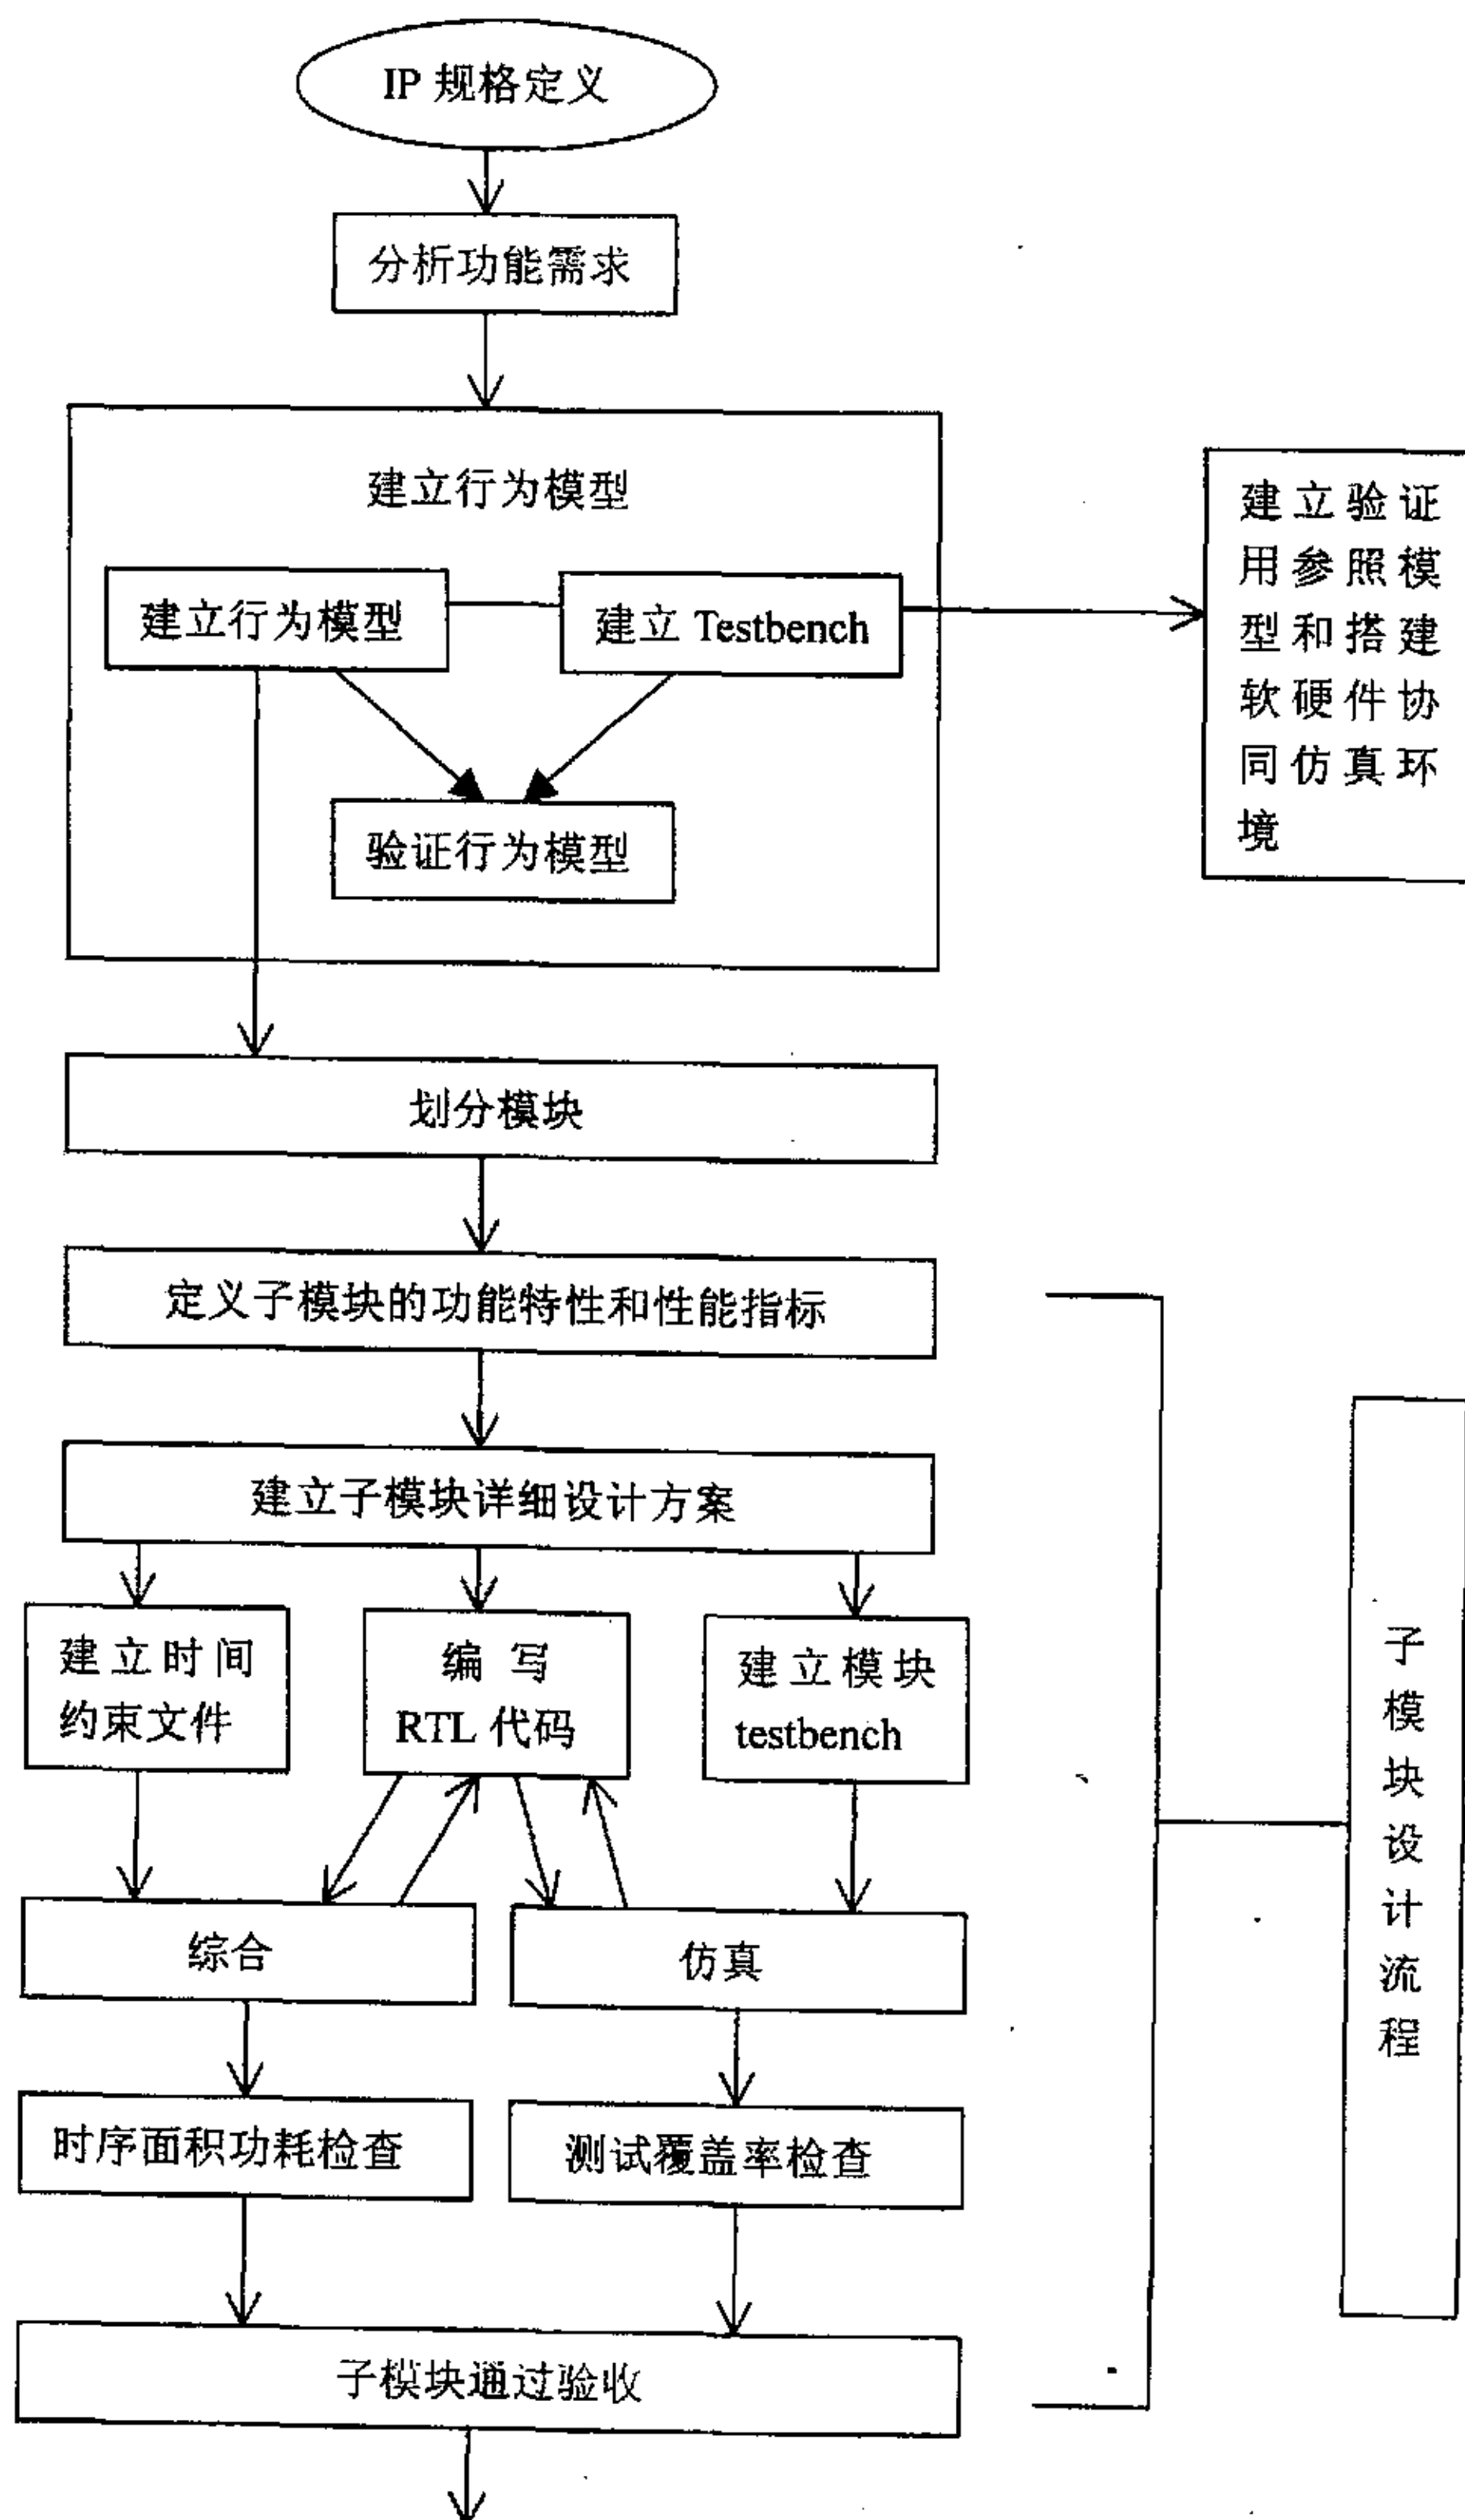 IP 规格定义
分析功能需求
建立行为模型
建立行为模型
建立 Testbench
验证行为模型
建立验证
用参照模
型和搭建
软硬件协
同仿真环
境
划分模块
定义子模块的功能特性和性能指标
建立子模块详细设计方案
建立时间
约束文件
编 写
RTL 代码
建立模块
testbench
综合
仿真
时序面积功耗检查
测试覆盖率检查
子模块通过验收
子模块设计流程